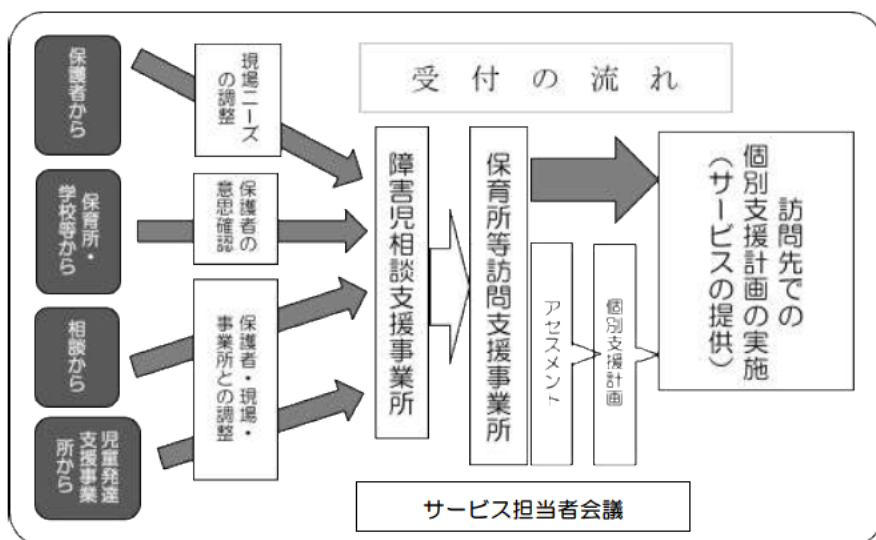 受付の流れ
保護者から
保育所・
学校等から
相談から
児童発達
支援事業
所から
現場ニーズ
の調整
保護者の
意思確認
保護者・現場・
事業所との調整
障害児相談支援事業所
保育所等訪問支援事業所
アセスメント
個別支援計画
訪問先での
個別支援計画の実施
（サービスの提供）
サービス担当者会議